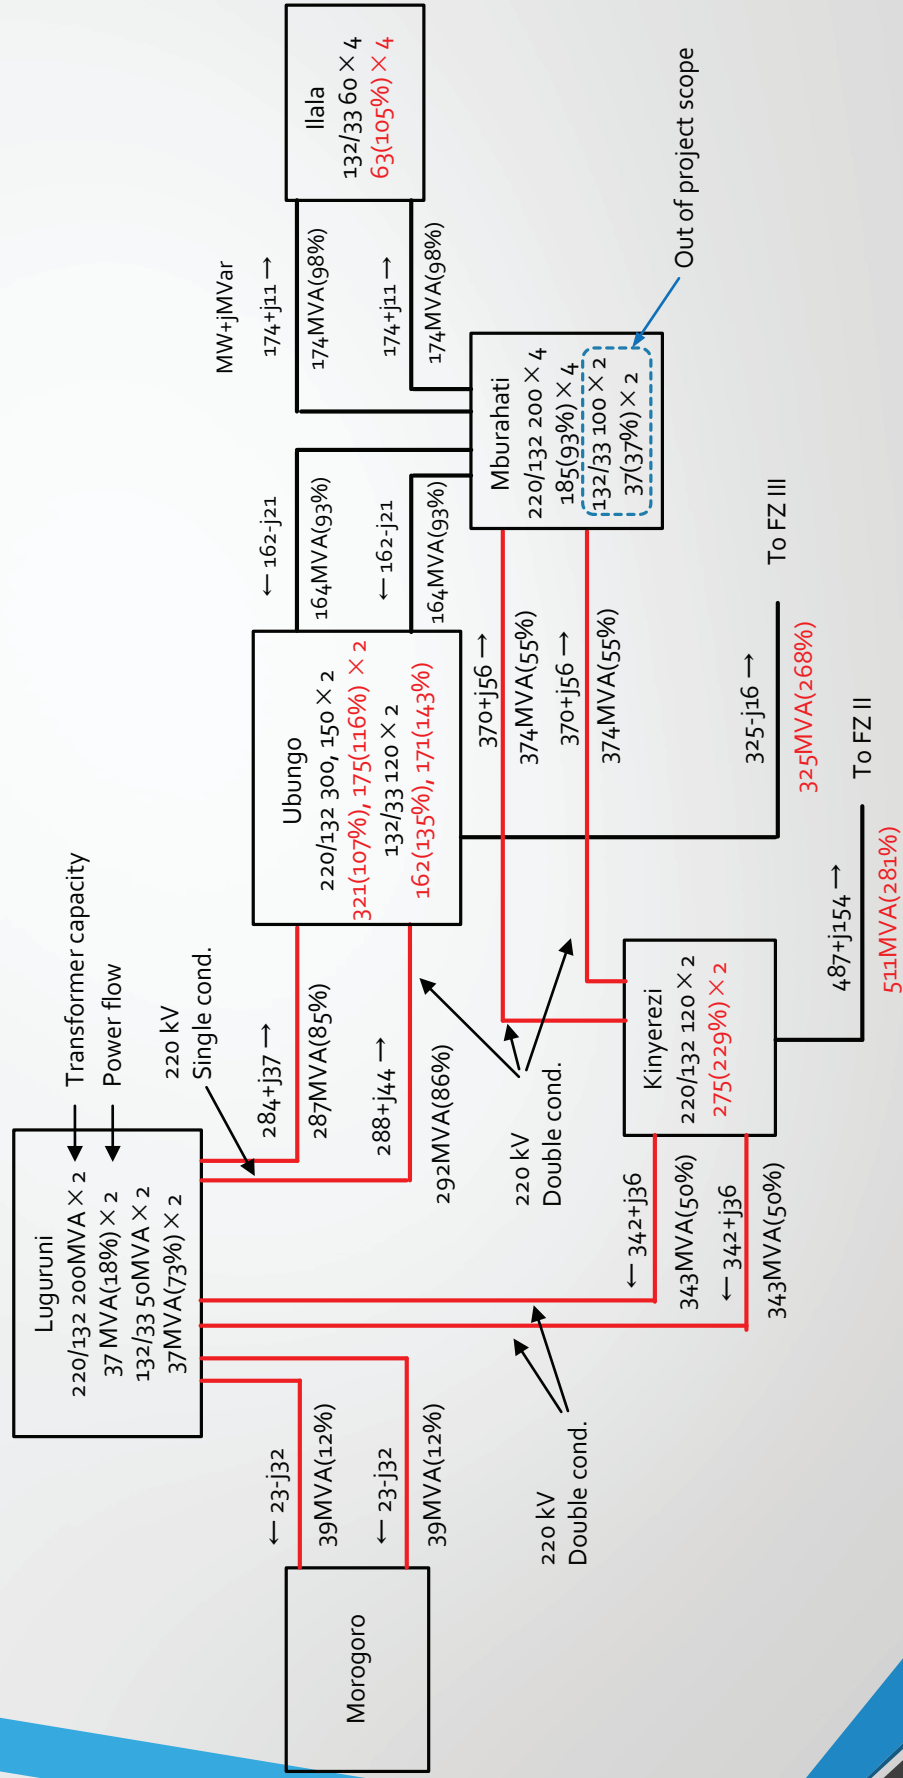 Morogoro
← 23-j32
39MVA(12%)
← 23-j32
39MVA(12%)
220 kV
Double cond.
Luguruni
220/132 200MVA × 2
37 MVA(18%) × 2
132/33 50MVA × 2
37MVA(73%) × 2
Transformer capacity
Power flow
220 kV
Single cond.
284+j37 →
287MVA(85%)
288+j44 →
292MVA(86%)
← 342+j36
343MVA(50%)
← 342+j36
343MVA(50%)
220 kV
Double cond.
Kinyerezi
220/132 120 × 2
275(229%) × 2
487+j154 →
511MVA(281%)
To FZ II
Ubungo
220/132 300, 150 × 2
321(107%), 175(116%) × 2
132/33 120 × 2
162(135%), 171(143%)
325-j16 →
325MVA(268%)
To FZ III
370+j56 →
374MVA(55%)
370+j56 →
374MVA(55%)
← 162-j21
164MVA(93%)
← 162-j21
164MVA(93%)
Mburahati
220/132 200 × 4
185(93%) × 4
132/33 100 × 2
37(37%) × 2
Out of project scope
MW+jMVar
174+j11 →
174MVA(98%)
174+j11 →
174MVA(98%)
Ilala
132/33 60 × 4
63(105%) × 4